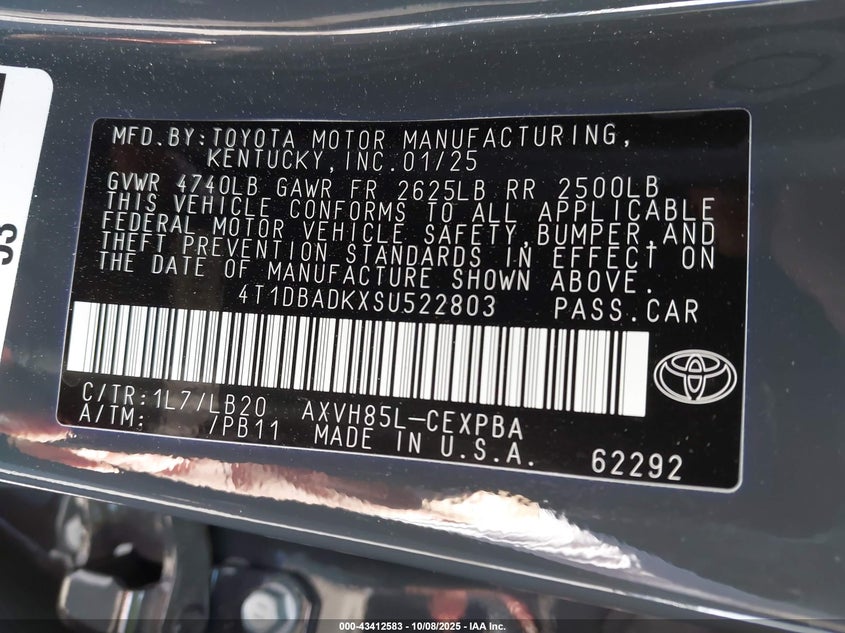 MFD.BY:TOYOTA MOTOR MANUFACTURING,
KENTUCKY,INC.01/25
GVWR 4740LB GAWR FR 2625LB RR 2500LB
THIS VEHICLE CONFORMS TO ALL APPLICABLE
FEDERAL MOTOR VEHICLE SAFETY,BUMPER,AND
THEFT PREVENTION STANDARDS IN EFFECT ON
THE DATE OF MANUFACTURE SHOWN ABOVE.
4T1DBADKXSU522803 PASS.CAR
C/TR:1L7/LB20 AXVH85L-CEXPBA
A/TM: /PB11 MADE IN U.S.A. 62292
000-43412583 - 10/08/2025 - IAA Inc.